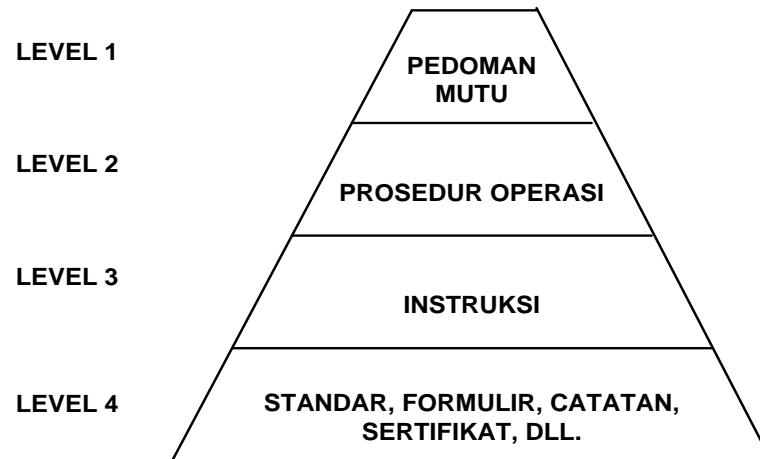 LEVEL 1
PEDOMAN
MUTU
LEVEL 2
PROSEDUR OPERASI
LEVEL 3
INSTRUKSI
LEVEL 4
STANDAR, FORMULIR, CATATAN,
SERTIFIKAT, DLL.